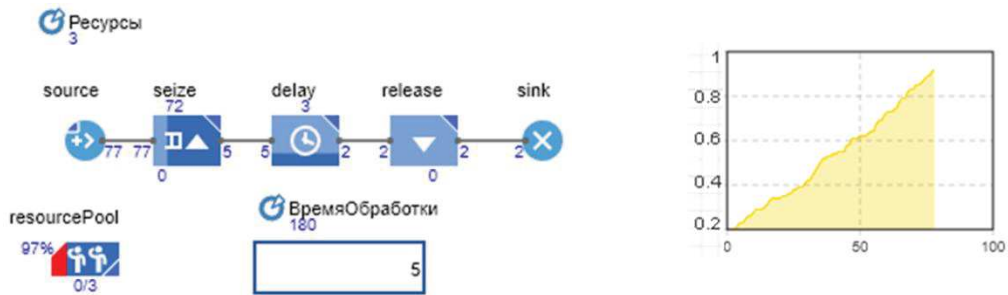 Ресурсы
3
source seize delay release sink
72 3
77 77 5 5 2 2 2 2
0 0
resourcePool
97%
0/3
ВремяОбработки
180
5
1
0.8
0.6
0.4
0.2
0 50 100